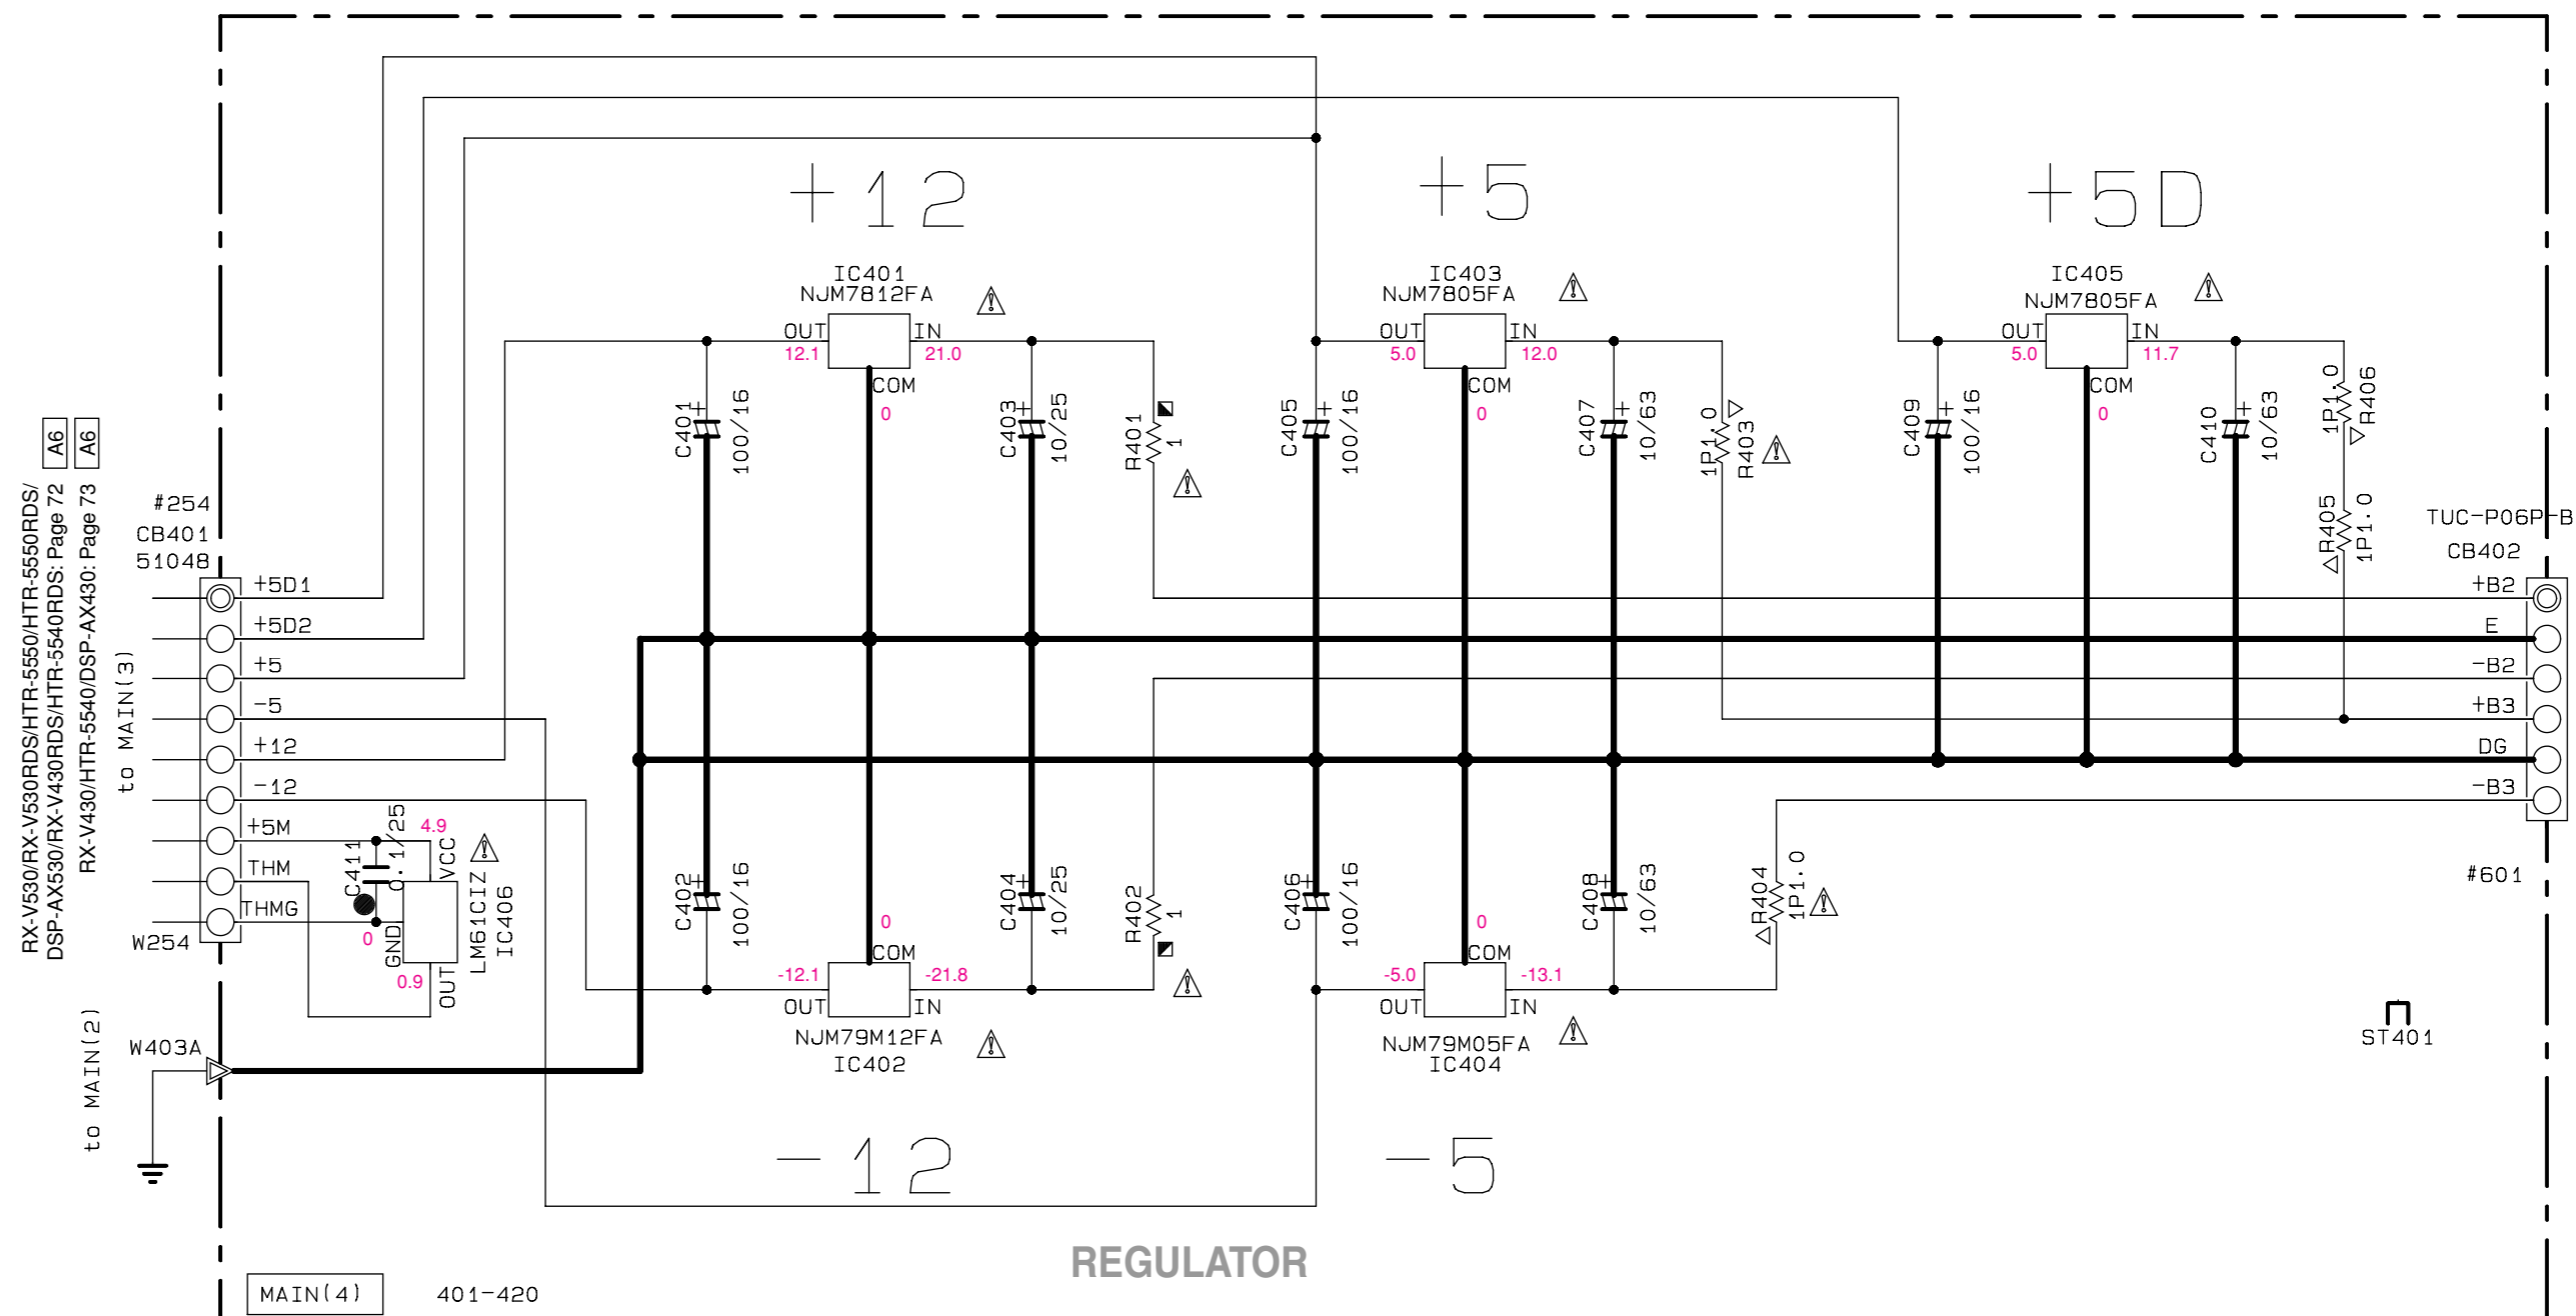 +12
+5
+5D
IC401
NJM7812FA
OUT
IN
12.1
21.0
COM
0
IC403
NJM7805FA
OUT
IN
5.0
12.0
COM
0
IC405
NJM7805FA
OUT
IN
5.0
11.7
COM
0
C401
+
100/16
C403
+
10/25
R401
1
C405
+
100/16
C407
+
10/63
1P1.0
R403
C409
+
100/16
C410
+
10/63
1P1.0
R406
R405
1P1.0
RX-V530/RX-V530RDS/HTR-5550/HTR-5550RDS/
DSP-AX530/RX-V430RDS/HTR-5540RDS: Page 72 A6
RX-V430/HTR-5540/DSP-AX430: Page 73 A6
to MAIN(3)
#254
CB401
51048
+5D1
+5D2
+5
-5
+12
-12
+5M
THM
THMG
W254
TUC-P06P-B
CB402
+B2
E
-B2
+B3
DG
-B3
#601
C411
0.1/25
4.9
VCC
0
GND
0.9
OUT
LM61CIZ
IC406
C402
+
100/16
C404
+
10/25
R402
1
C406
+
100/16
C408
+
10/63
R404
1P1.0
0
COM
-12.1
-21.8
OUT
IN
NJM79M12FA
IC402
0
COM
-5.0
-13.1
OUT
IN
NJM79M05FA
IC404
ST401
to MAIN(2)
W403A
-12
-5
REGULATOR
MAIN(4)
401-420